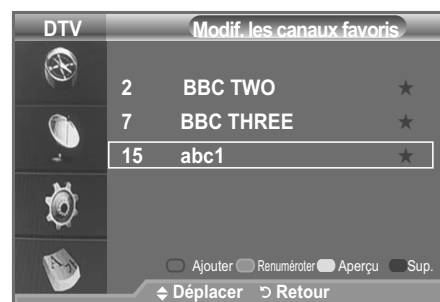 DTV Modif. les canaux favoris
2 BBC TWO ★
7 BBC THREE ★
15 abc1 ★
Ajouter Renuméroter Aperçu Sup.
Déplacer Retour